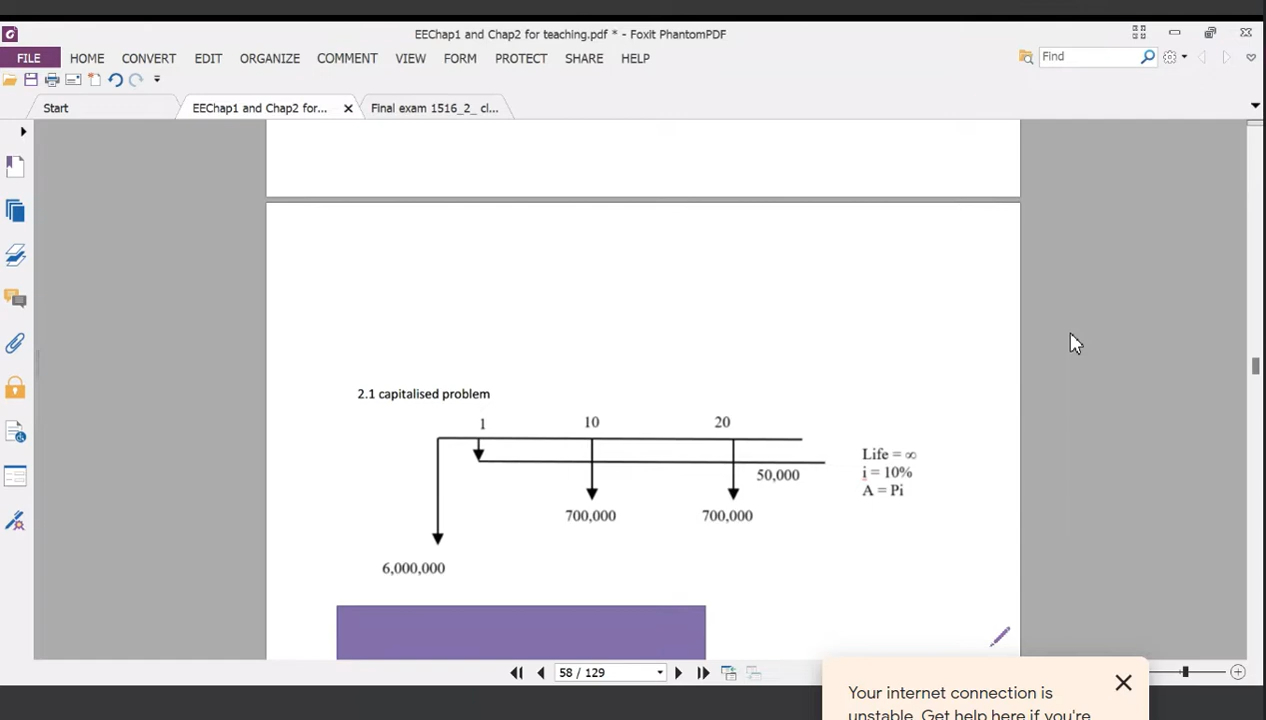 EEChap1 and Chap2 for teaching.pdf * - Foxit PhantomPDF
FILE HOME CONVERT EDIT ORGANIZE COMMENT VIEW FORM PROTECT SHARE HELP
Find
Start
EEChap1 and Chap2 for...
Final exam 1516_2_ cl...
2.1 capitalised problem
1 10 20
50,000
Life = ∞
i = 10%
A = Pi
700,000 700,000
6,000,000
58 / 129
Your internet connection is
unstable. Get help here if you're